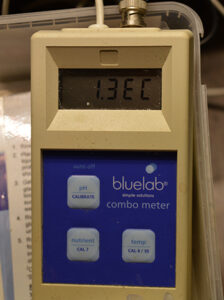 1.3EC
auto off
pH
CALIBRATE
bluelab®
simple solutions
combo meter
nutrient
CAL 7
temp
CAL 4 / 10